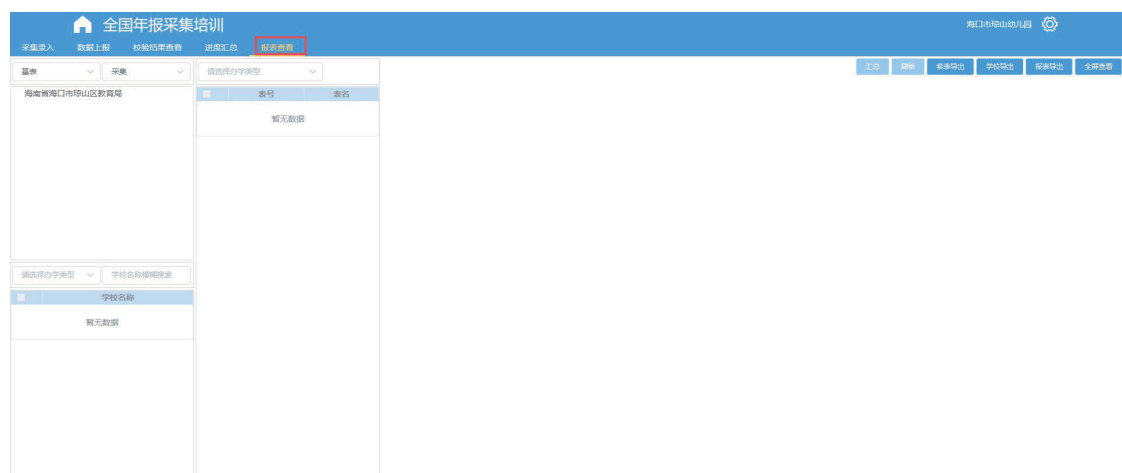 全国年报采集培训
海口市琼山幼儿园
采集录入 数据上报 校验结果查看 进度汇总 报表查看
基表 采集 请选择办学类型
汇总 刷新 套表导出 学校导出 报表导出 全屏查看
海南省海口市琼山区教育局
表号 表名
暂无数据
请选择办学类型 学校名称模糊搜索
学校名称
暂无数据